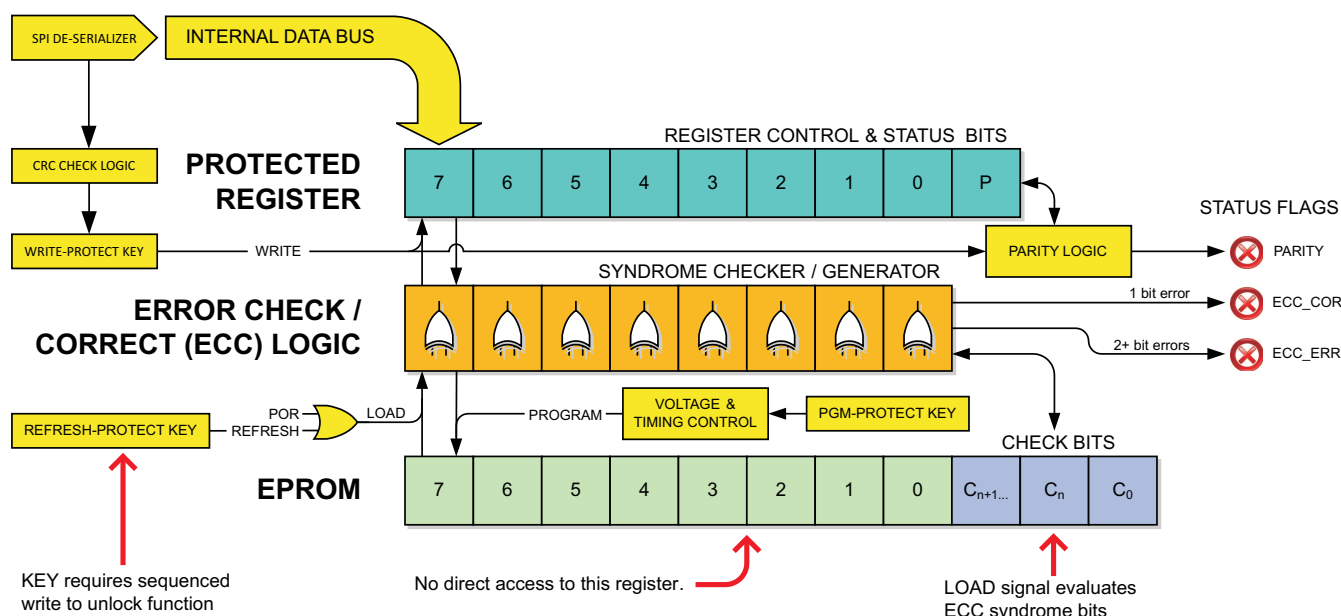 SPI DE-SERIALIZER
INTERNAL DATA BUS
REGISTER CONTROL & STATUS BITS
CRC CHECK LOGIC
PROTECTED
REGISTER
7 6 5 4 3 2 1 0 P
STATUS FLAGS
WRITE-PROTECT KEY
WRITE
PARITY LOGIC
PARITY
SYNDROME CHECKER / GENERATOR
ERROR CHECK /
CORRECT (ECC) LOGIC
1 bit error
ECC_COR
2+ bit errors
ECC_ERR
REFRESH-PROTECT KEY
POR
REFRESH
LOAD
PROGRAM
VOLTAGE &
TIMING CONTROL
PGM-PROTECT KEY
CHECK BITS
EPROM
7 6 5 4 3 2 1 0 Cn+1... Cn C0
KEY requires sequenced
write to unlock function
No direct access to this register.
LOAD signal evaluates
ECC syndrome bits